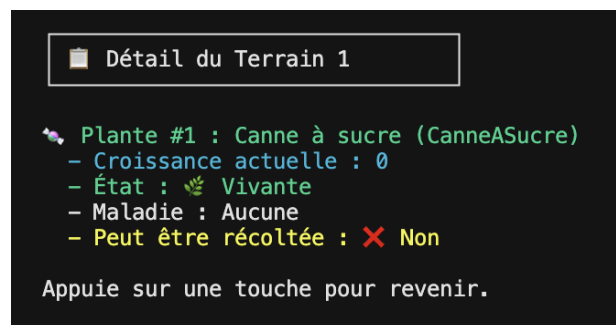 📋 Détail du Terrain 1
🍬 Plante #1 : Canne à sucre (CanneASucre)
– Croissance actuelle : 0
– État : 🌿 Vivante
– Maladie : Aucune
– Peut être récoltée : ❌ Non
Appuie sur une touche pour revenir.